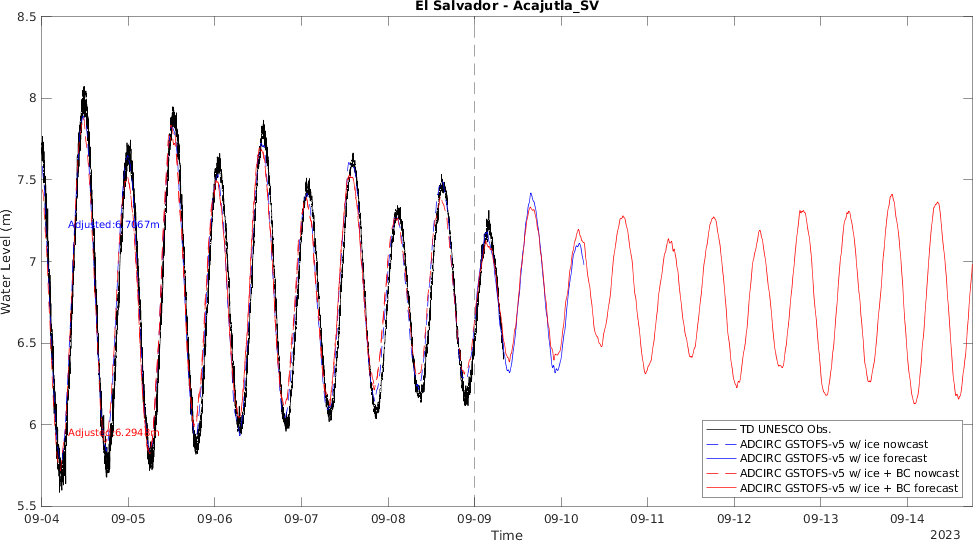 El Salvador - Acajutla_SV
8.5
8
7.5
7
6.5
6
5.5
Water Level (m)
Adjusted:6.7067m
Adjusted:6.2948m
TD UNESCO Obs.
ADCIRC GSTOFS-v5 w/ ice nowcast
ADCIRC GSTOFS-v5 w/ ice forecast
ADCIRC GSTOFS-v5 w/ ice + BC nowcast
ADCIRC GSTOFS-v5 w/ ice + BC forecast
09-04 09-05 09-06 09-07 09-08 09-09 09-10 09-11 09-12 09-13 09-14
Time
2023